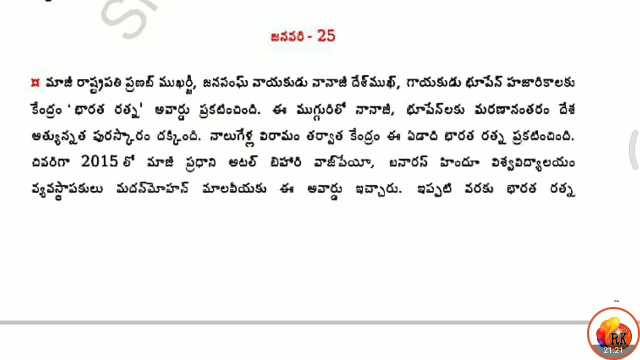 జనవరి - 25
¤ మాజీ రాష్ట్రపతి ప్రణబ్ ముఖర్జీ, జనసంఘ్ నాయకుడు నానాజీ దేశ్‌ముఖ్, గాయకుడు భూపేన్ హజారికాలకు
కేంద్రం 'భారత రత్న' అవార్డు ప్రకటించింది. ఈ ముగ్గురిలో నానాజీ, భూపేన్‌లకు మరణానంతరం దేశ
అత్యున్నత పురస్కారం దక్కింది. నాలుగేళ్ల విరామం తర్వాత కేంద్రం ఈ ఏడాది భారత రత్న ప్రకటించింది.
చివరిగా 2015 లో మాజీ ప్రధాని అటల్ బిహారి వాజ్‌పేయీ, బనారస్ హిందూ విశ్వవిద్యాలయం
వ్యవస్థాపకులు మదన్‌మోహన్ మాలవీయకు ఈ అవార్డు ఇచ్చారు. ఇప్పటి వరకు భారత రత్న
RK
21:21